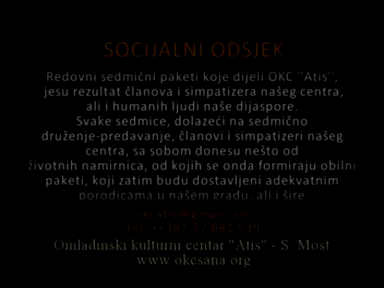 SOCIJALNI ODSJEK
Redovni sedmični paketi koje dijeli OKC "Atis",
jesu rezultat članova i simpatizera našeg centra,
ali i humanih ljudi naše dijaspore.
Svake sedmice, dolazeći na sedmično
druženje-predavanje, članovi i simpatizeri našeg
centra, sa sobom donesu nešto od
životnih namirnica, od kojih se onda formiraju obilni
paketi, koji zatim budu dostavljeni adekvatnim
porodicama u našem gradu, ali i šire.
Omladinski kulturni centar "Atis" - S. Most
www.okcsana.org